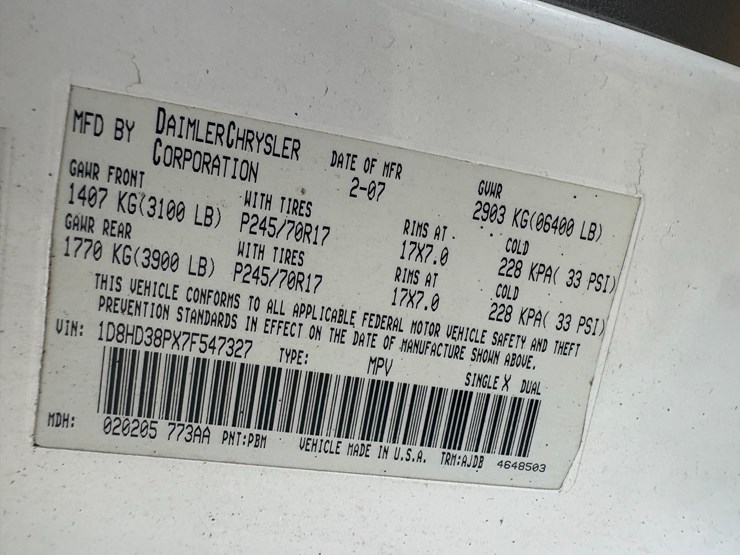 MFD BY DAIMLERCHRYSLER CORPORATION DATE OF MFR 2-07 GVWR 2903 KG(06400 LB)
GAWR FRONT WITH TIRES RIMS AT COLD
1407 KG(3100 LB) P245/70R17 17X7.0 228 KPA( 33 PSI)
GAWR REAR WITH TIRES RIMS AT COLD
1770 KG(3900 LB) P245/70R17 17X7.0 228 KPA( 33 PSI)
THIS VEHICLE CONFORMS TO ALL APPLICABLE FEDERAL MOTOR VEHICLE SAFETY AND THEFT
PREVENTION STANDARDS IN EFFECT ON THE DATE OF MANUFACTURE SHOWN ABOVE.
VIN: 1D8HD38PX7F547327 TYPE: MPV SINGLE X DUAL
MDH: 020205 773AA PNT:PBM VEHICLE MADE IN U.S.A. TRM:AJDB 4648503